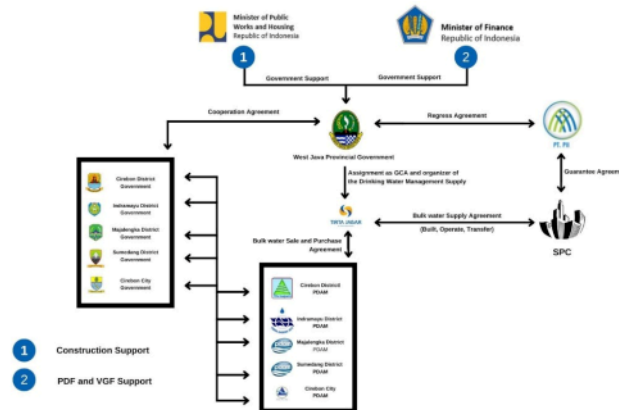 Minister of Public
Works and Housing
Republic of Indonesia
Minister of Finance
Republic of Indonesia
1
2
Government Support
Government Support
Cooperation Agreement
Regress Agreement
PT. PII
West Java Provincial Government
Guarantee Agreem
Assignment as GCA and organizer of
the Drinking Water Management Supply
Cirebon District
Government
Indramayu District
Government
Majalengka District
Government
Sumedang District
Government
Cirebon City
Government
TIRTA JABAR
Bulk water Supply Agreement
(Built, Operate, Transfer)
SPC
Bulk water Sale and Purchase
Agreement
Cirebon District
PDAM
Indramayu District
PDAM
Majalengka District
PDAM
Sumedang District
PDAM
Cirebon City
PDAM
1 Construction Support
2 PDF and VGF Support